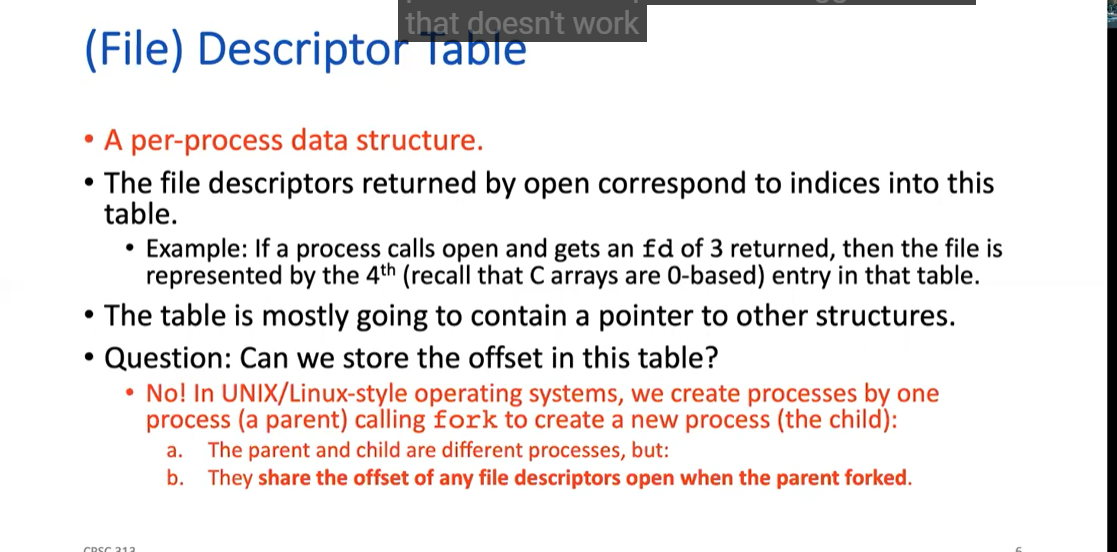 that doesn't work
(File) Descriptor Table
• A per-process data structure.
• The file descriptors returned by open correspond to indices into this
table.
• Example: If a process calls open and gets an fd of 3 returned, then the file is
represented by the 4th (recall that C arrays are 0-based) entry in that table.
• The table is mostly going to contain a pointer to other structures.
• Question: Can we store the offset in this table?
• No! In UNIX/Linux-style operating systems, we create processes by one
process (a parent) calling fork to create a new process (the child):
a. The parent and child are different processes, but:
b. They share the offset of any file descriptors open when the parent forked.
CPSC 313